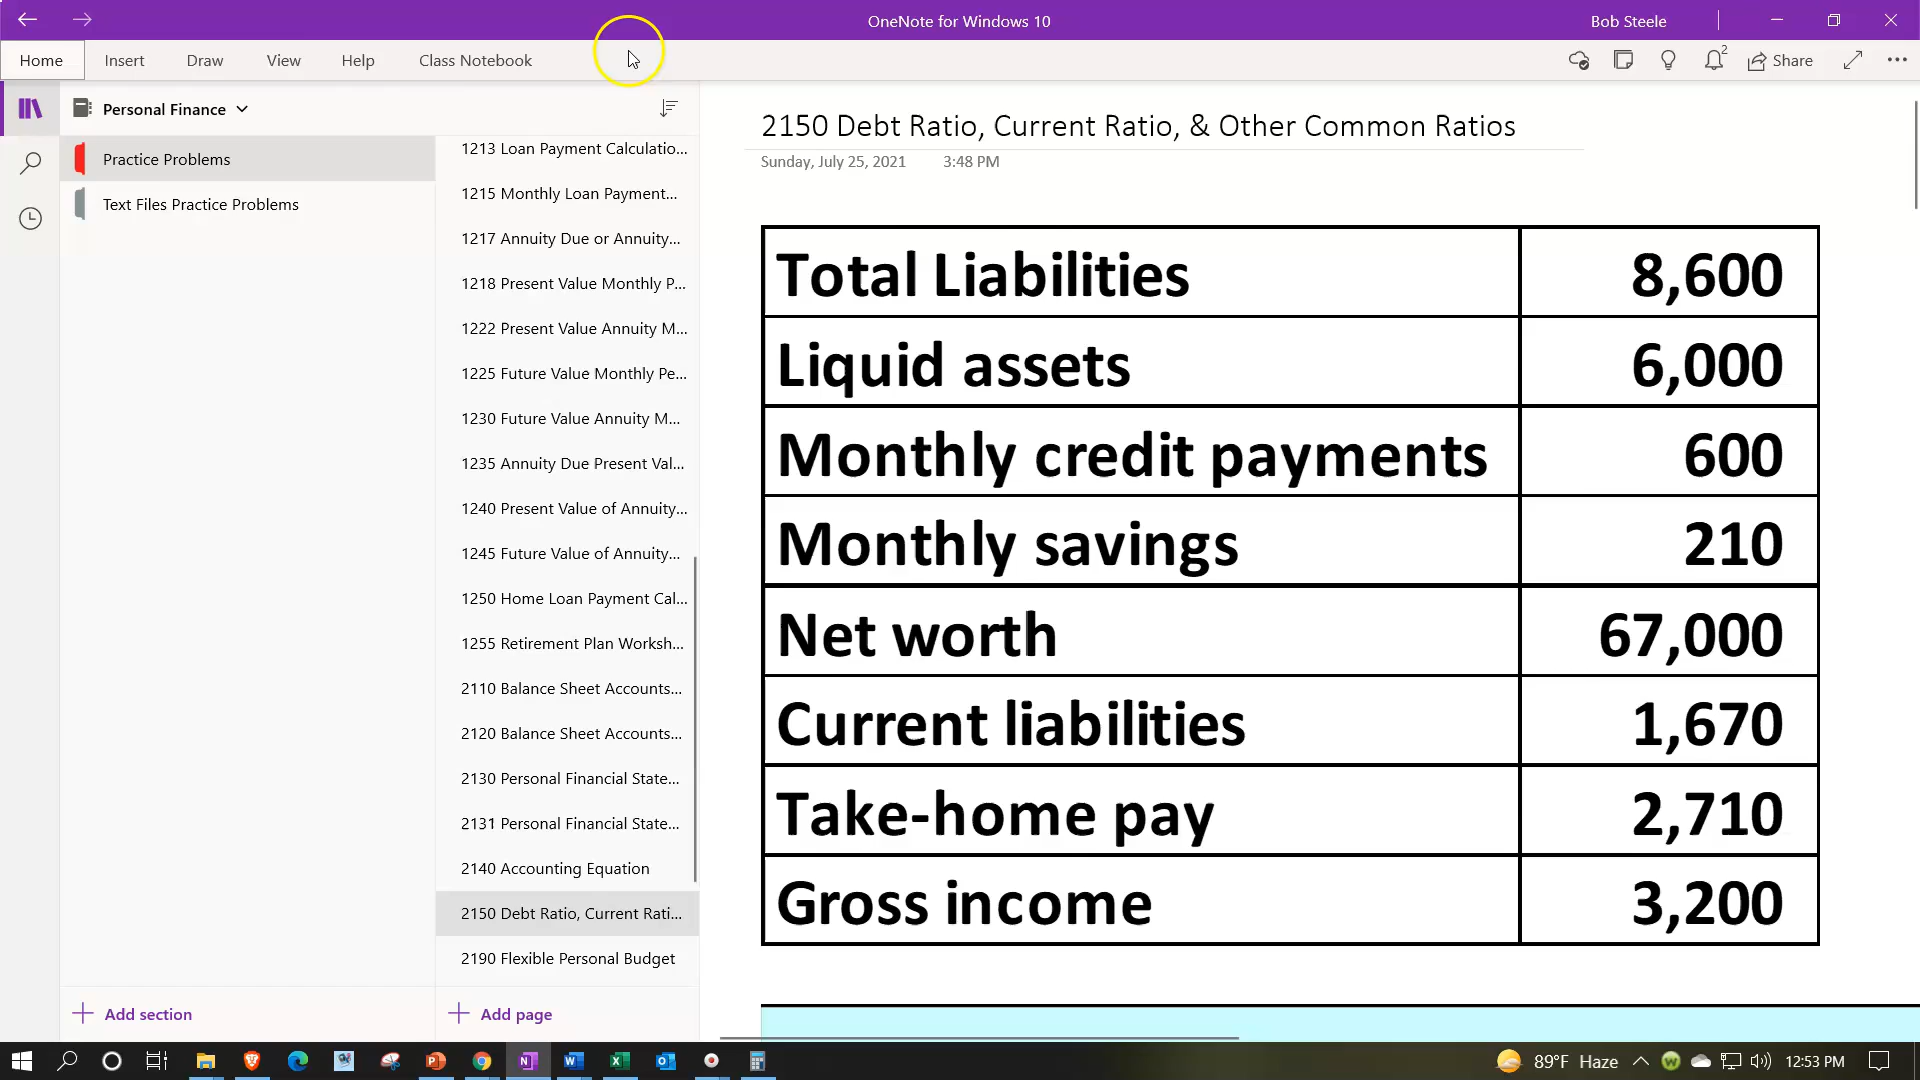 OneNote for Windows 10
Bob Steele
Home
Insert
Draw
View
Help
Class Notebook
2
Share
Personal Finance
Practice Problems
Text Files Practice Problems
Add section
1213 Loan Payment Calculatio...
1215 Monthly Loan Payment...
1217 Annuity Due or Annuity...
1218 Present Value Monthly P...
1222 Present Value Annuity M...
1225 Future Value Monthly Pe...
1230 Future Value Annuity M...
1235 Annuity Due Present Val...
1240 Present Value of Annuity...
1245 Future Value of Annuity...
1250 Home Loan Payment Cal...
1255 Retirement Plan Worksh...
2110 Balance Sheet Accounts...
2120 Balance Sheet Accounts...
2130 Personal Financial State...
2131 Personal Financial State...
2140 Accounting Equation
2150 Debt Ratio, Current Rati...
2190 Flexible Personal Budget
Add page
2150 Debt Ratio, Current Ratio, & Other Common Ratios
Sunday, July 25, 2021 3:48 PM
Total Liabilities 8,600
Liquid assets 6,000
Monthly credit payments 600
Monthly savings 210
Net worth 67,000
Current liabilities 1,670
Take-home pay 2,710
Gross income 3,200
89°F Haze
12:53 PM